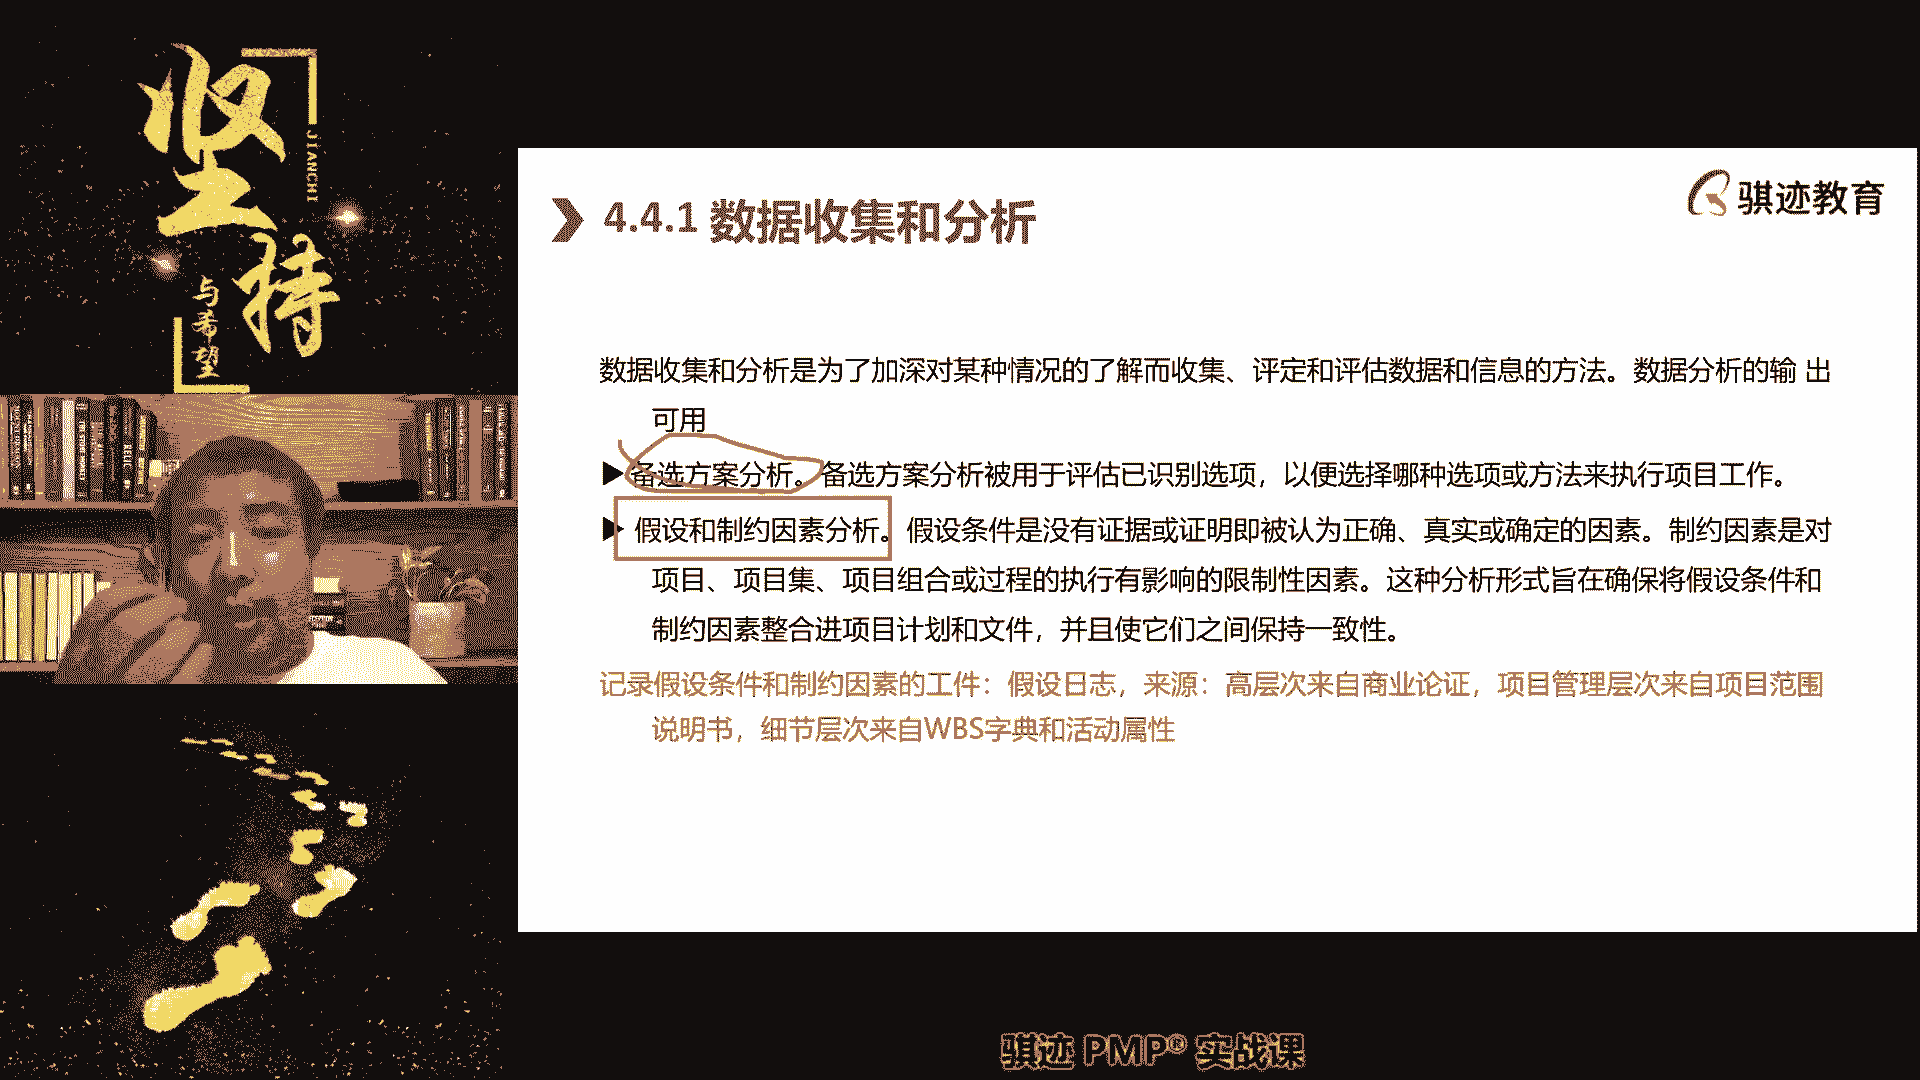 坚持
JIANCHI
与希望
骐迹教育
4.4.1 数据收集和分析
数据收集和分析是为了加深对某种情况的了解而收集、评定和评估数据和信息的方法。数据分析的输 出
可用
备选方案分析。备选方案分析被用于评估已识别选项，以便选择哪种选项或方法来执行项目工作。
假设和制约因素分析。假设条件是没有证据或证明即被认为正确、真实或确定的因素。制约因素是对
项目、项目集、项目组合或过程的执行有影响的限制性因素。这种分析形式旨在确保将假设条件和
制约因素整合进项目计划和文件，并且使它们之间保持一致性。
记录假设条件和制约因素的工件：假设日志，来源：高层次来自商业论证，项目管理层次来自项目范围
说明书，细节层次来自WBS字典和活动属性
骐迹 PMP® 实战课